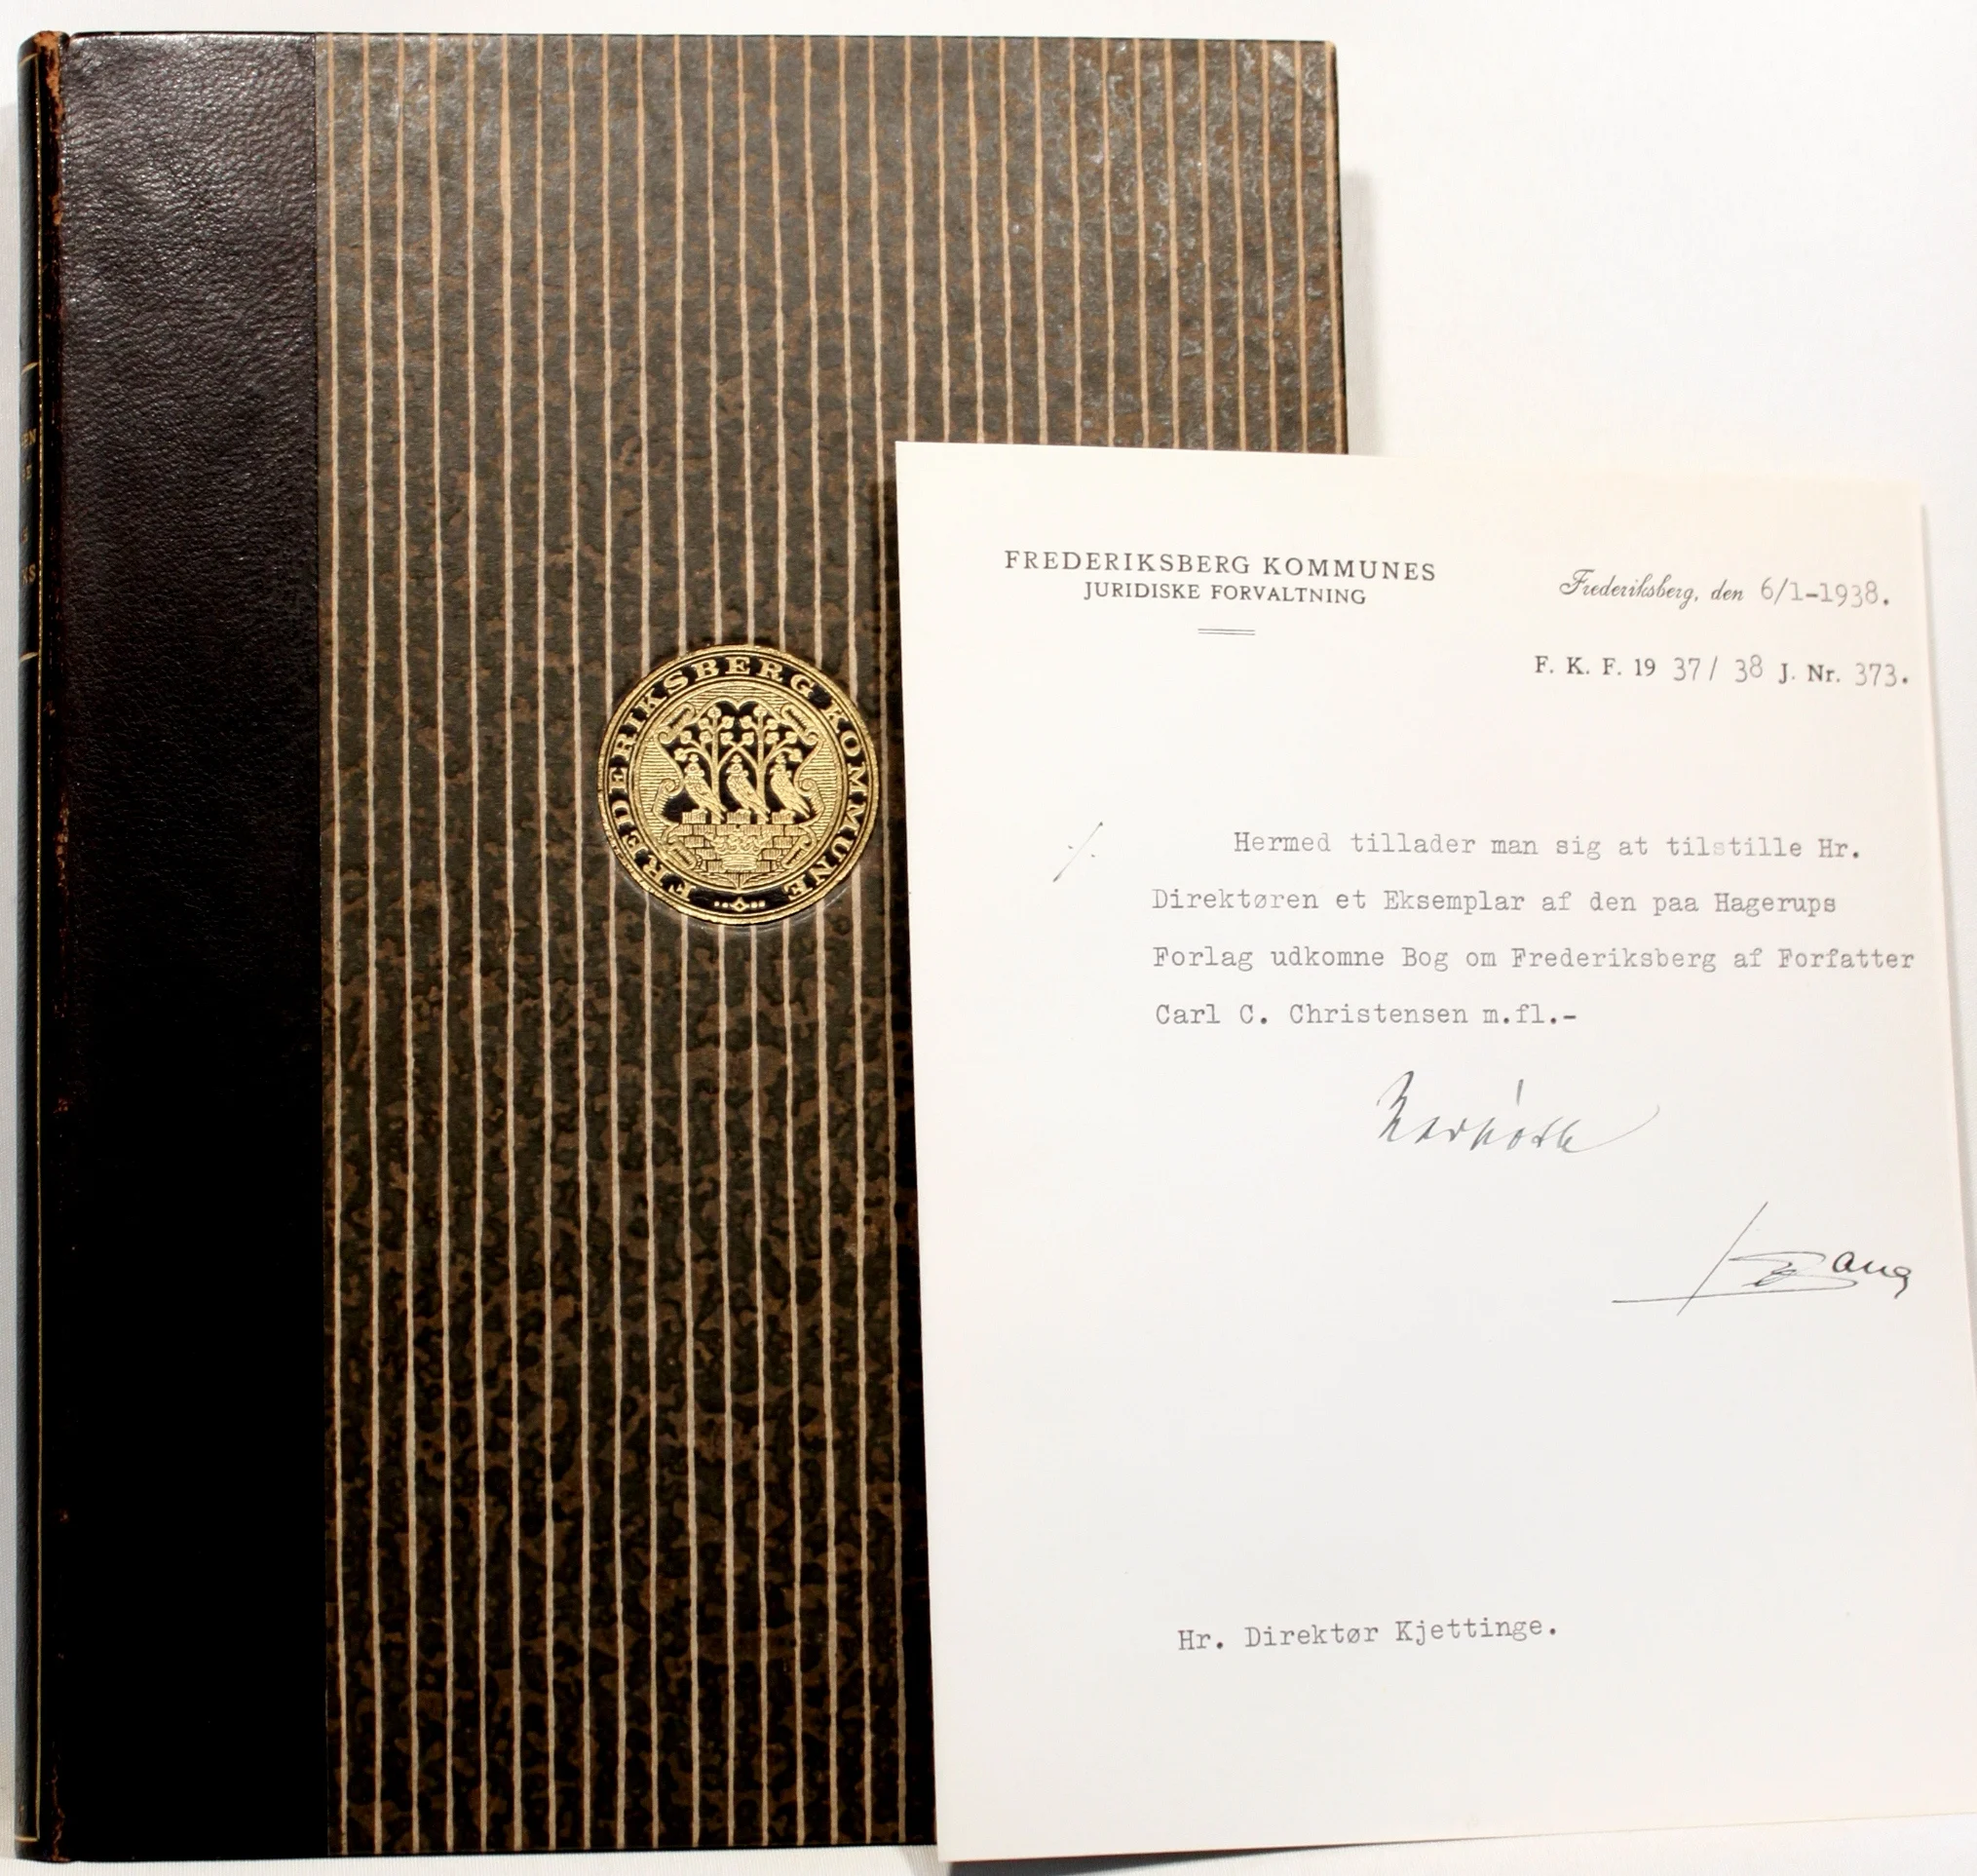 EN
S
KS
FREDERIKSBERG KOMMUNE
FREDERIKSBERG KOMMUNES
JURIDISKE FORVALTNING
Frederiksberg, den 6/1-1938.
F. K. F. 19 37/ 38 J. Nr. 373.
Hermed tillader man sig at tilstille Hr.
Direktøren et Eksemplar af den paa Hagerups
Forlag udkomne Bog om Frederiksberg af Forfatter
Carl C. Christensen m.fl.-
Bang
Hr. Direktør Kjettinge.